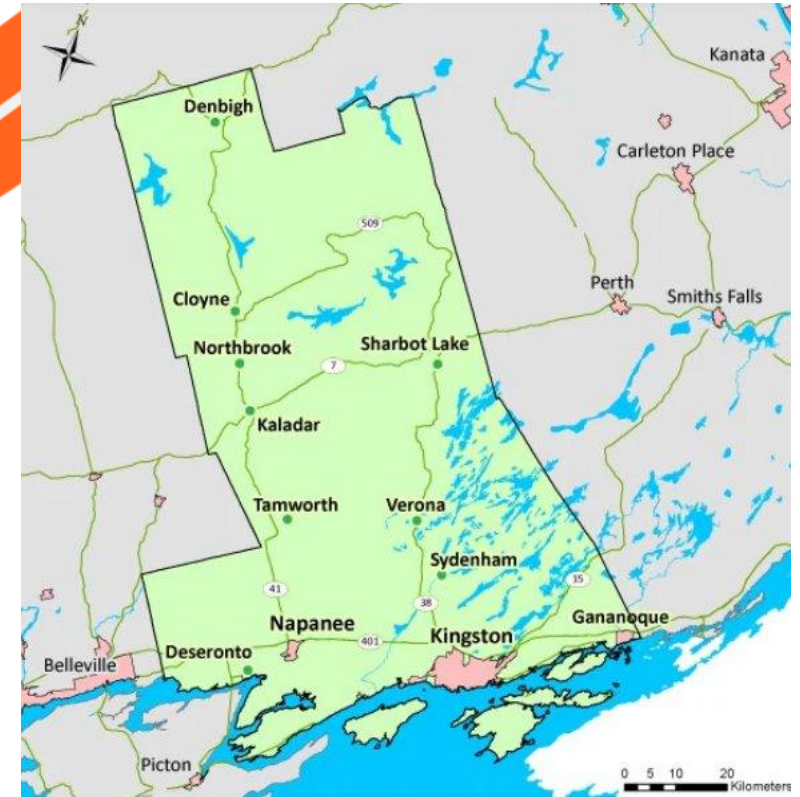 N
Kanata
Denbigh
Carleton Place
509
Perth
Smiths Falls
Cloyne
Northbrook
Sharbot Lake
7
Kaladar
Tamworth
Verona
Sydenham
15
41
38
Napanee
Gananoque
401
Kingston
Deseronto
Belleville
Picton
0 5 10 20
Kilometers